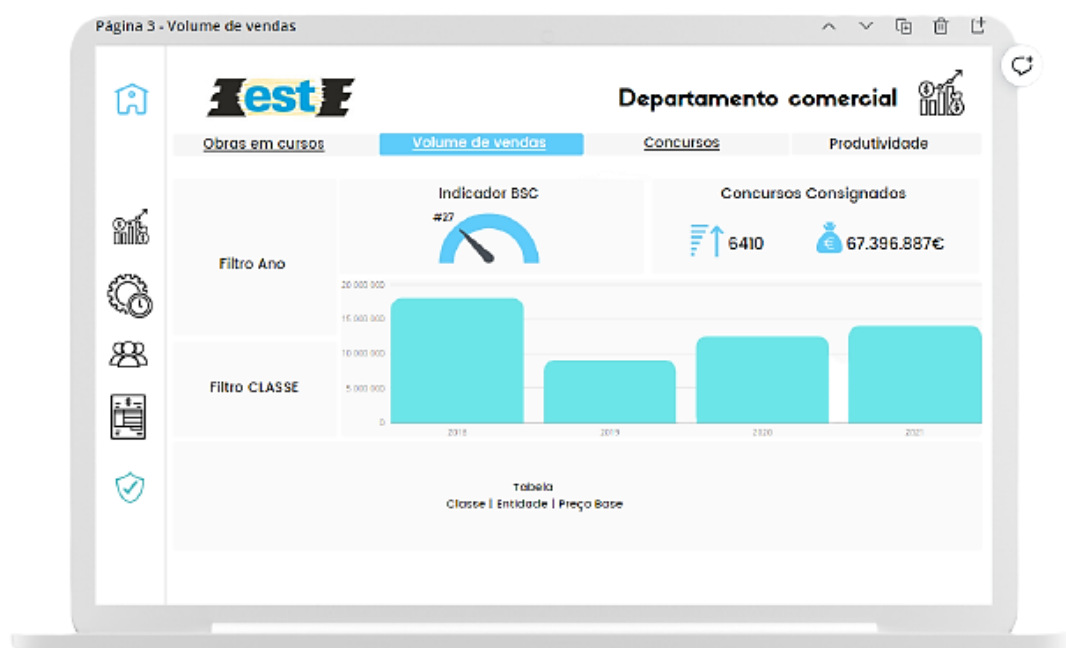 Página 3 - Volume de vendas
est
Departamento comercial
Obras em cursos
Volume de vendas
Concursos
Produtividade
Indicador BSC
#27
Concursos Consignados
6410
67.396.887€
Filtro Ano
Filtro CLASSE
20 000 000
15 000 000
10 000 000
5 000 000
0
2018
2019
2020
2021
Tabela
Classe | Entidade | Preço Base